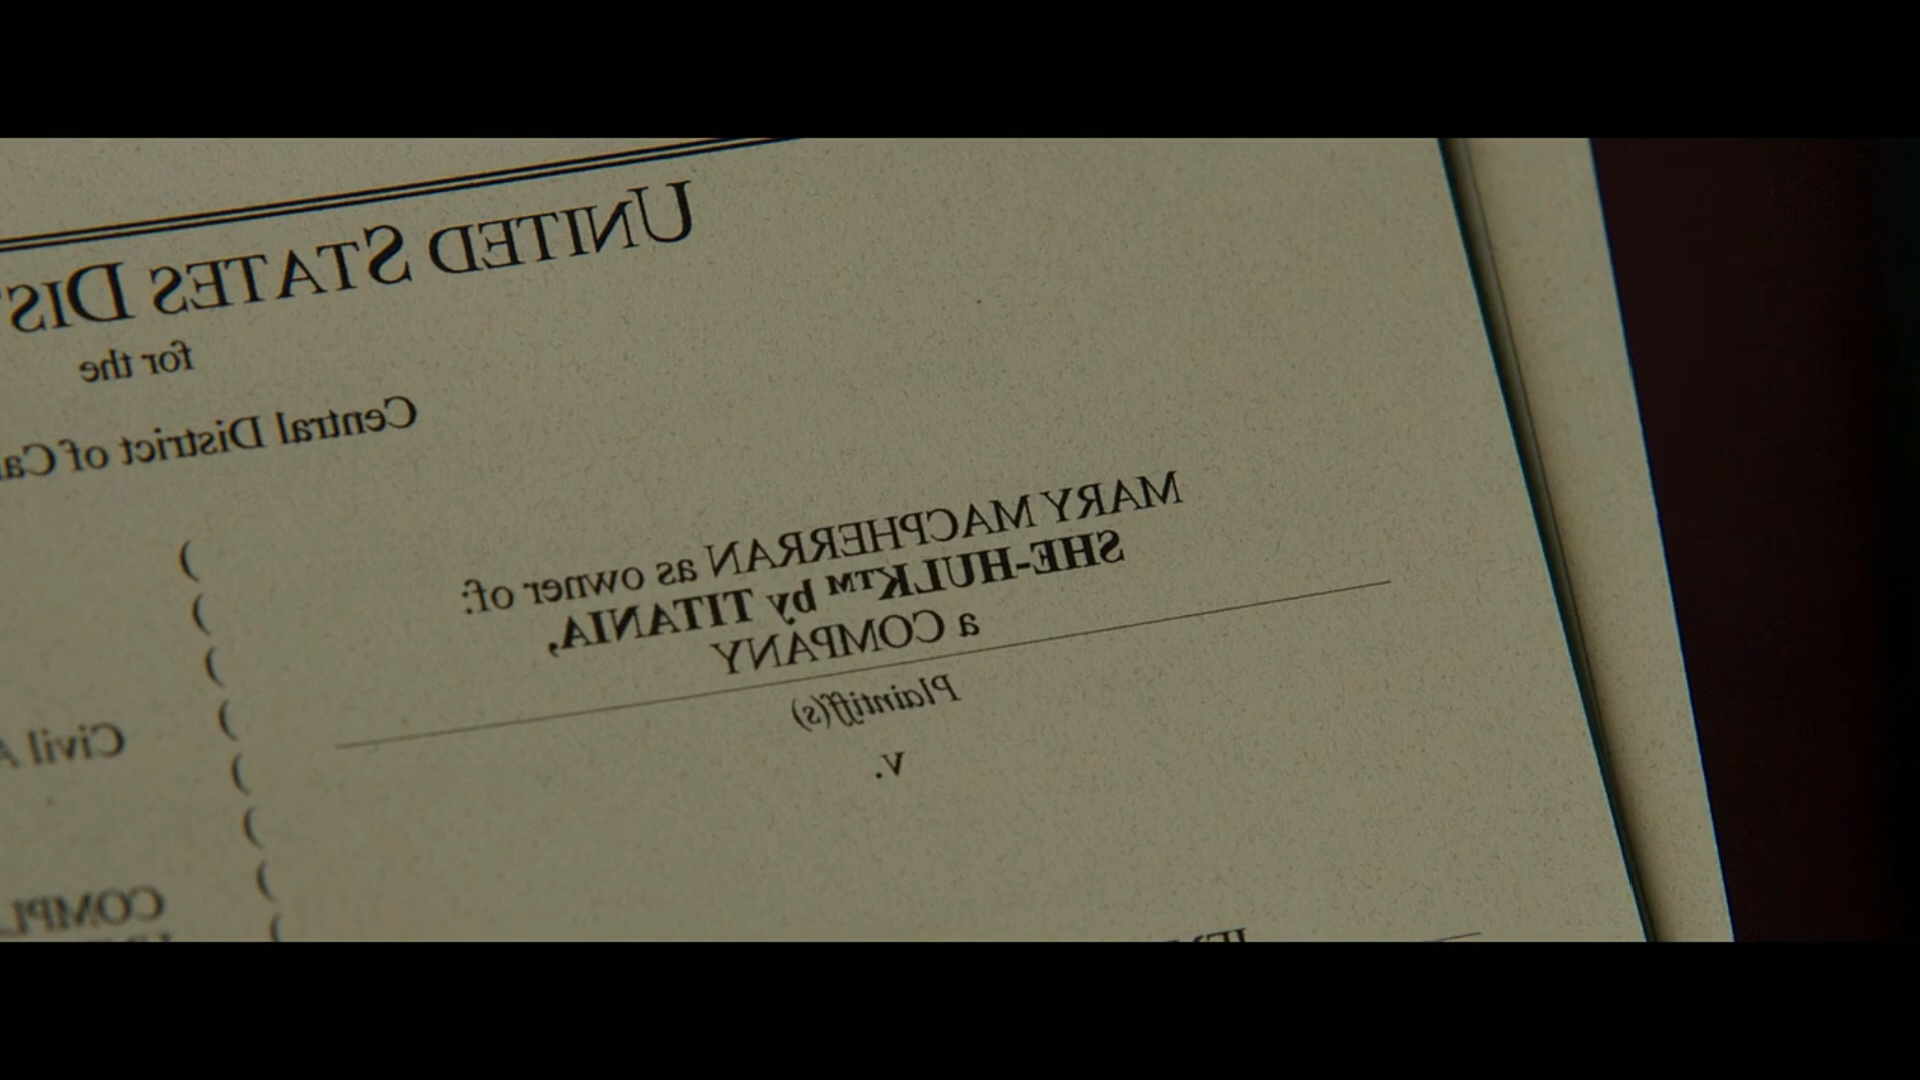 UNITED STATES DIS
for the
Central District of Ca
MARY MACPHERRAN as owner of:
SHE-HULK™ by TITANIA,
a COMPANY
Plaintiff(s)
v.
)
)
)
)
)
)
)
)
Civil A
COMPL